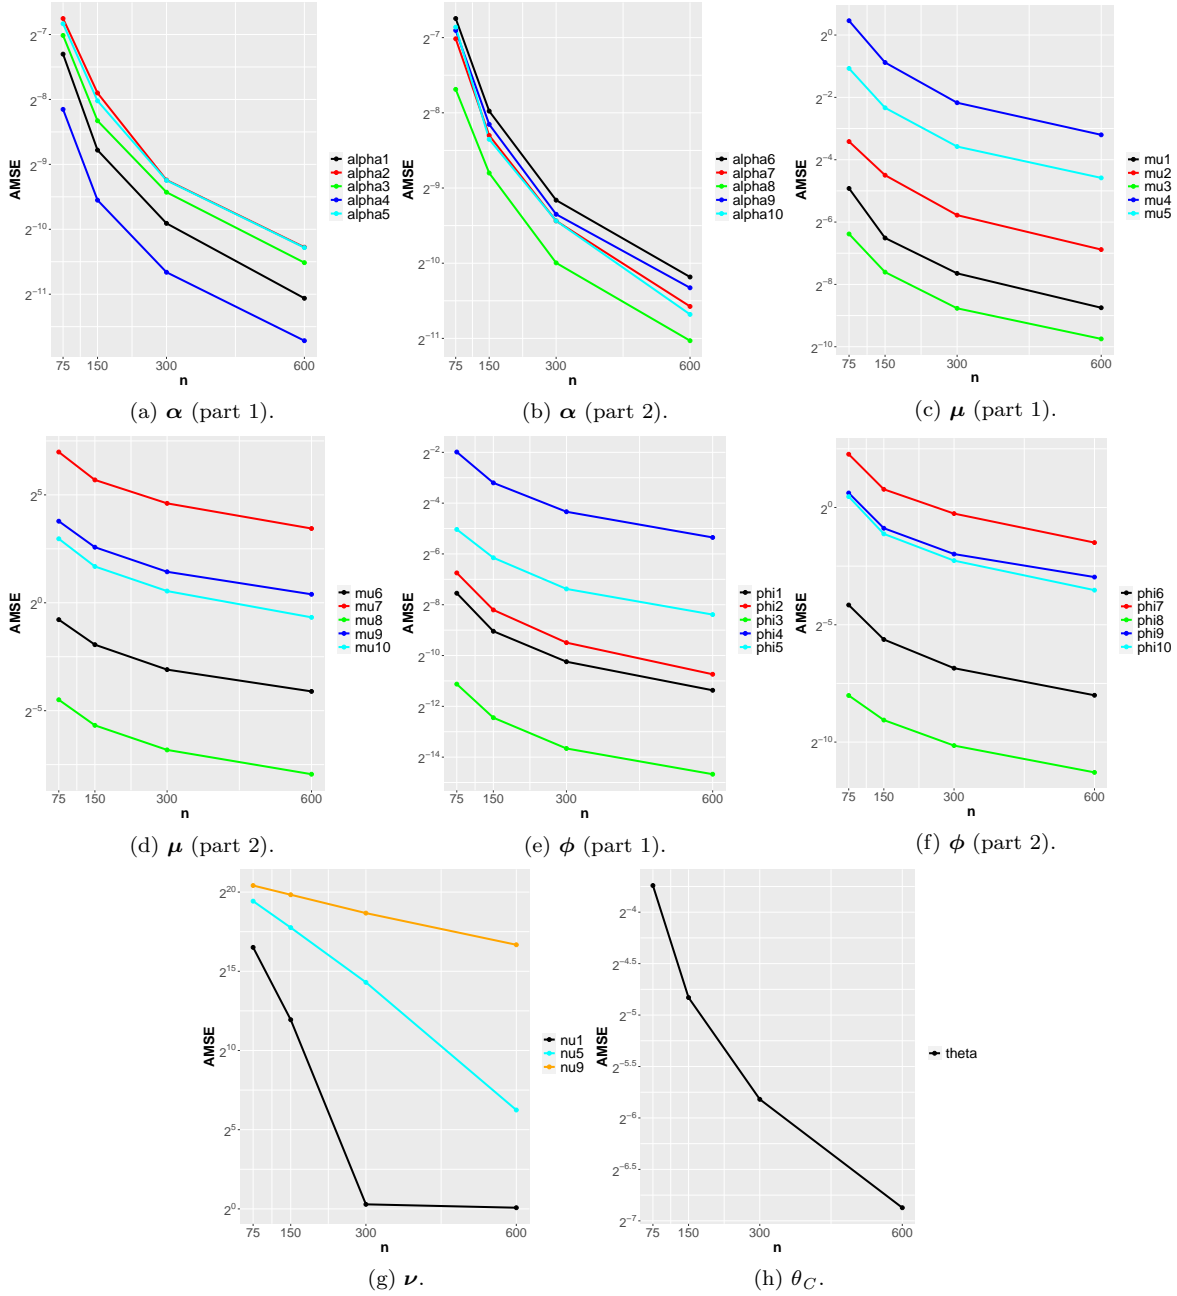 AMSE
2^-7
2^-8
2^-9
2^-10
2^-11
75 150 300 600
n
alpha1
alpha2
alpha3
alpha4
alpha5
(a) α (part 1).
AMSE
2^-7
2^-8
2^-9
2^-10
2^-11
75 150 300 600
n
alpha6
alpha7
alpha8
alpha9
alpha10
(b) α (part 2).
AMSE
2^0
2^-2
2^-4
2^-6
2^-8
2^-10
75 150 300 600
n
mu1
mu2
mu3
mu4
mu5
(c) μ (part 1).
AMSE
2^5
2^0
2^-5
75 150 300 600
n
mu6
mu7
mu8
mu9
mu10
(d) μ (part 2).
AMSE
2^-2
2^-4
2^-6
2^-8
2^-10
2^-12
2^-14
75 150 300 600
n
phi1
phi2
phi3
phi4
phi5
(e) ϕ (part 1).
AMSE
2^0
2^-5
2^-10
75 150 300 600
n
phi6
phi7
phi8
phi9
phi10
(f) ϕ (part 2).
AMSE
2^20
2^15
2^10
2^5
2^0
75 150 300 600
n
nu1
nu5
nu9
(g) ν.
AMSE
2^-4
2^-4.5
2^-5
2^-5.5
2^-6
2^-6.5
2^-7
75 150 300 600
n
theta
(h) θ_C.